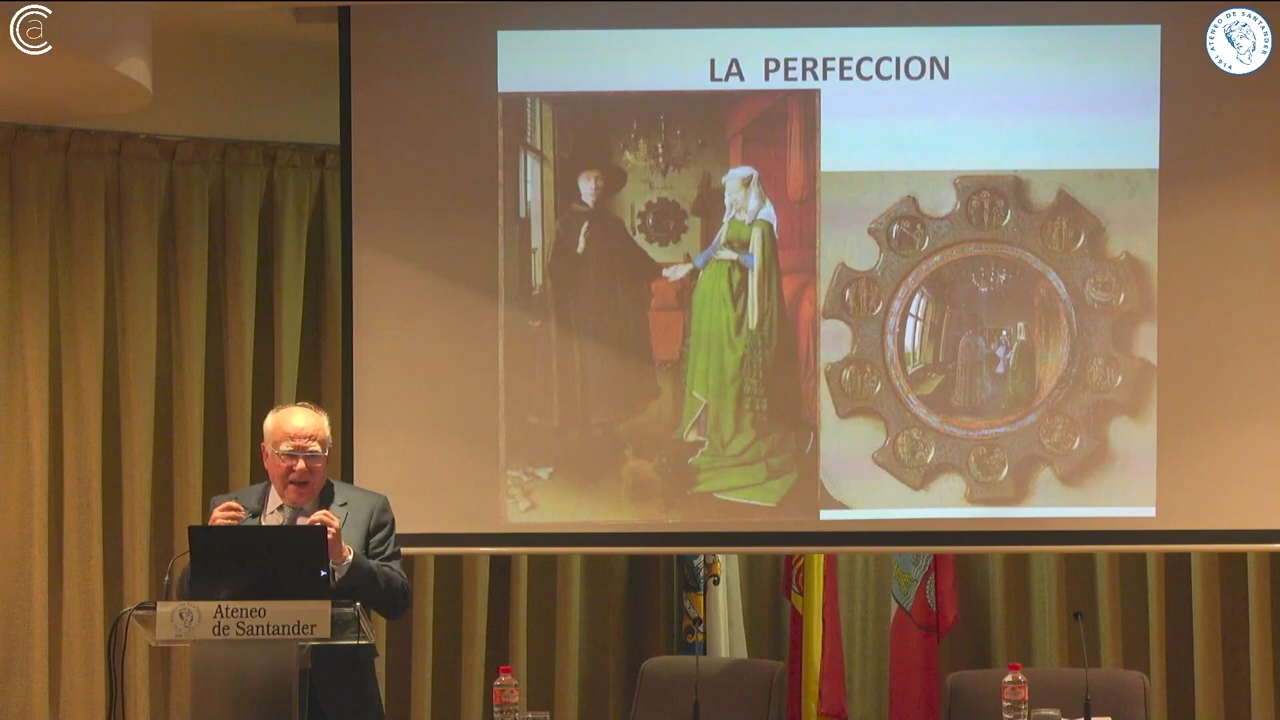 LA PERFECCION
ATENEO DE SANTANDER
1914
Ateneo
de Santander